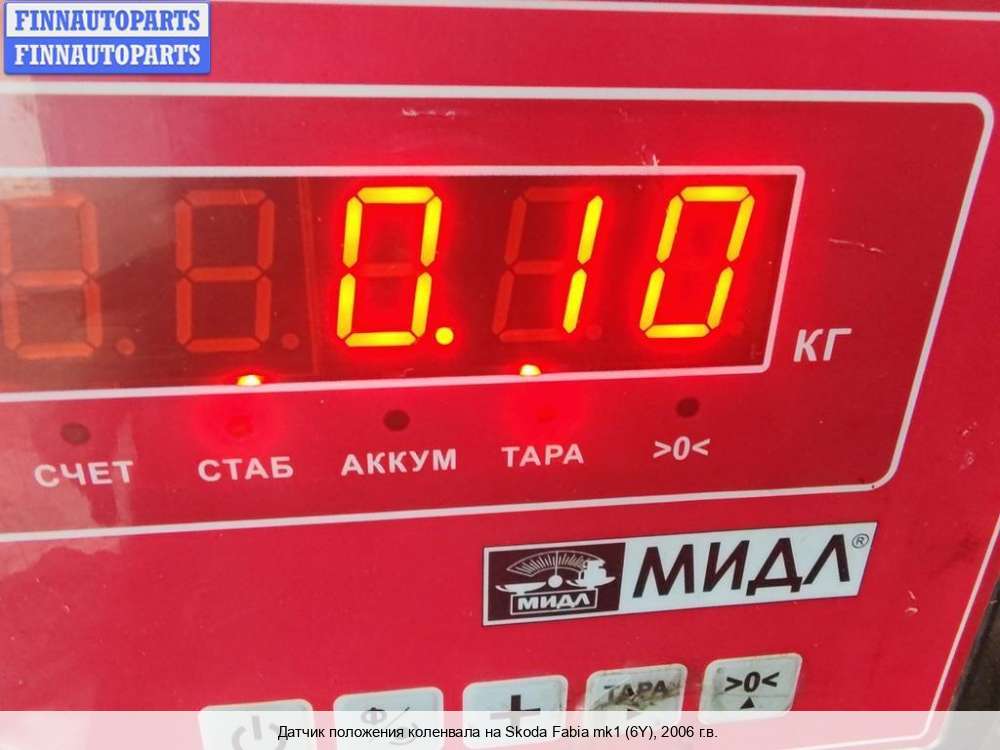 FINNAUTOPARTS
FINNAUTOPARTS
0.10
КГ
СЧЕТ СТАБ АККУМ ТАРА >0<
МИДЛ МИДЛ®
+ ТАРА >0<
Датчик положения коленвала на Skoda Fabia mk1 (6Y), 2006 г.в.